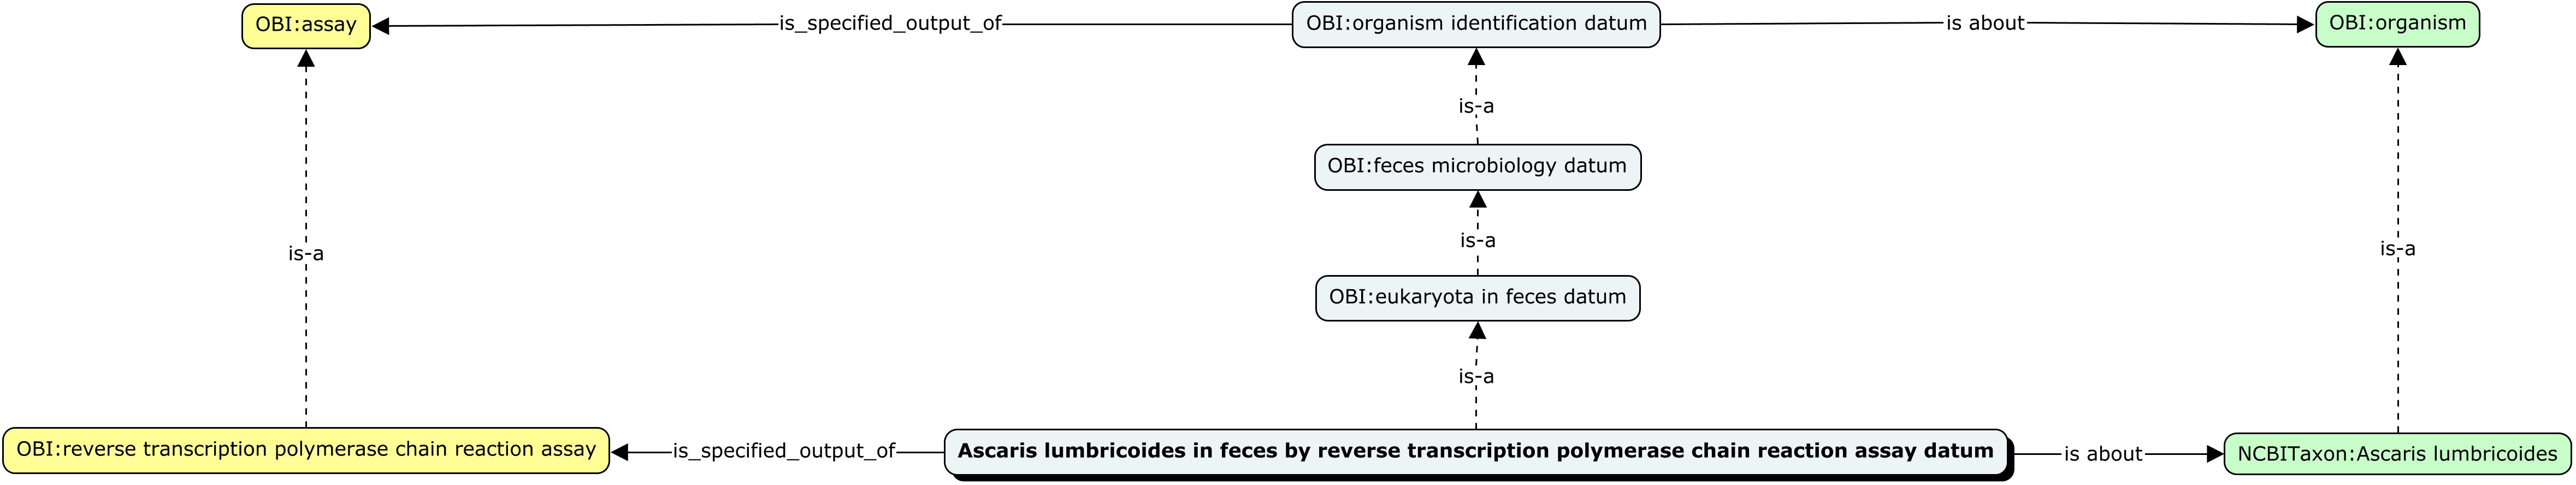 OBI:assay
is_specified_output_of
OBI:organism identification datum
is about
OBI:organism
is-a
OBI:feces microbiology datum
is-a
is-a
is-a
OBI:eukaryota in feces datum
is-a
OBI:reverse transcription polymerase chain reaction assay
is_specified_output_of
Ascaris lumbricoides in feces by reverse transcription polymerase chain reaction assay datum
is about
NCBITaxon:Ascaris lumbricoides